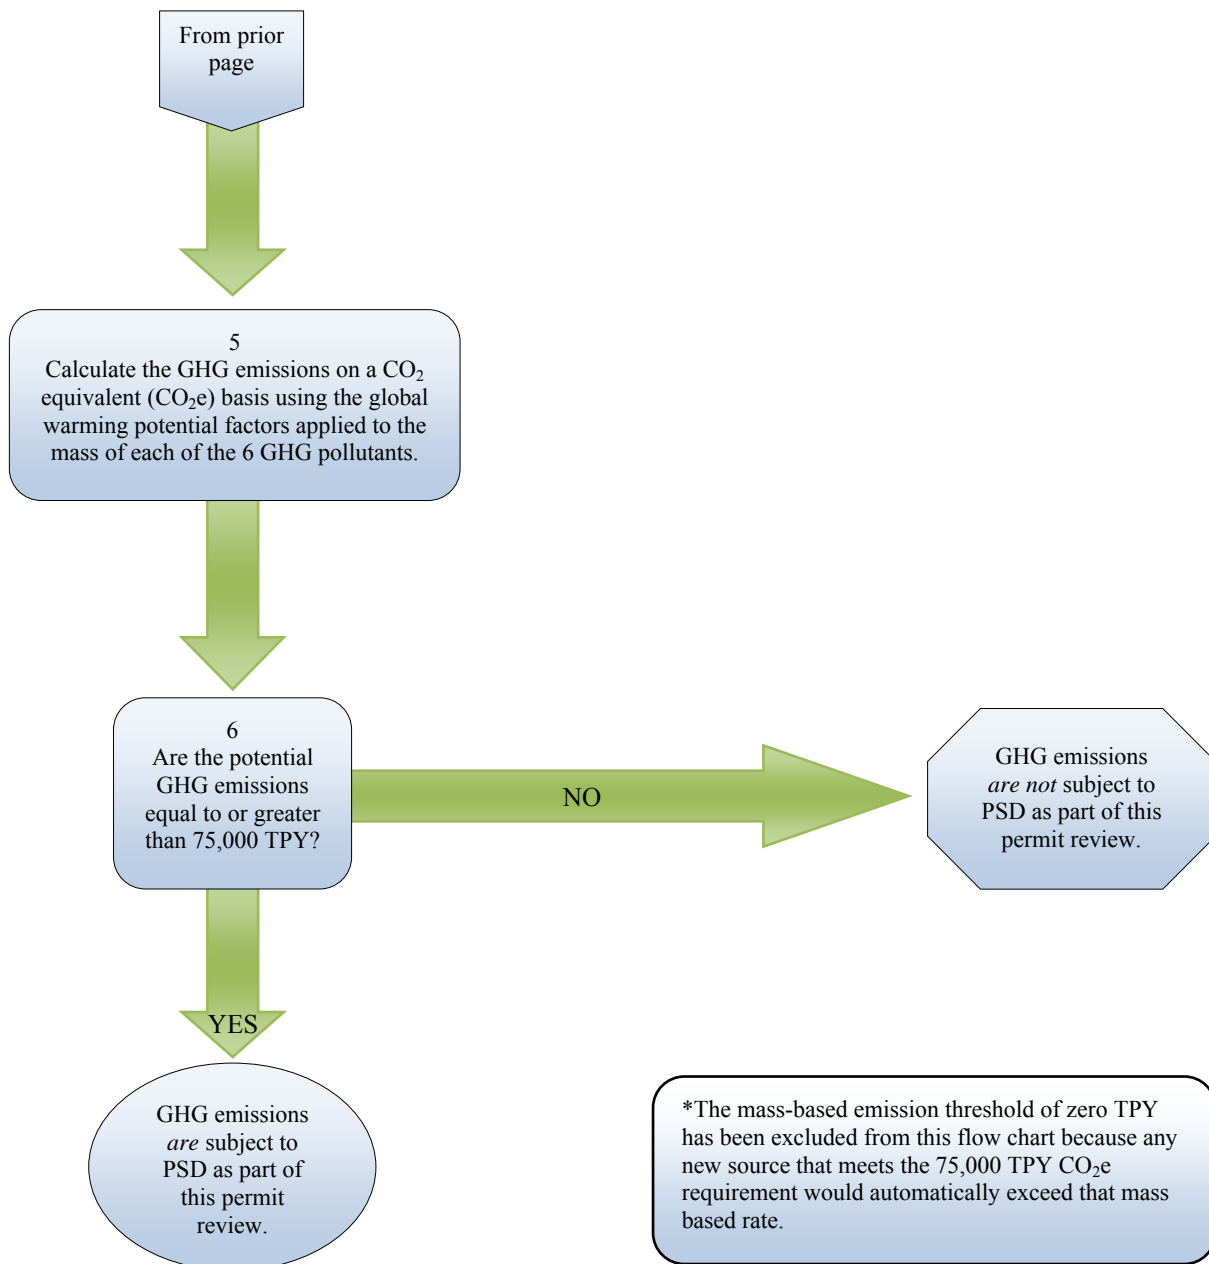 From prior
page
5
Calculate the GHG emissions on a CO₂
equivalent (CO₂e) basis using the global
warming potential factors applied to the
mass of each of the 6 GHG pollutants.
6
Are the potential
GHG emissions
equal to or greater
than 75,000 TPY?
NO
GHG emissions
are not subject to
PSD as part of this
permit review.
YES
GHG emissions
are subject to
PSD as part of
this permit
review.
*The mass-based emission threshold of zero TPY
has been excluded from this flow chart because any
new source that meets the 75,000 TPY CO₂e
requirement would automatically exceed that mass
based rate.